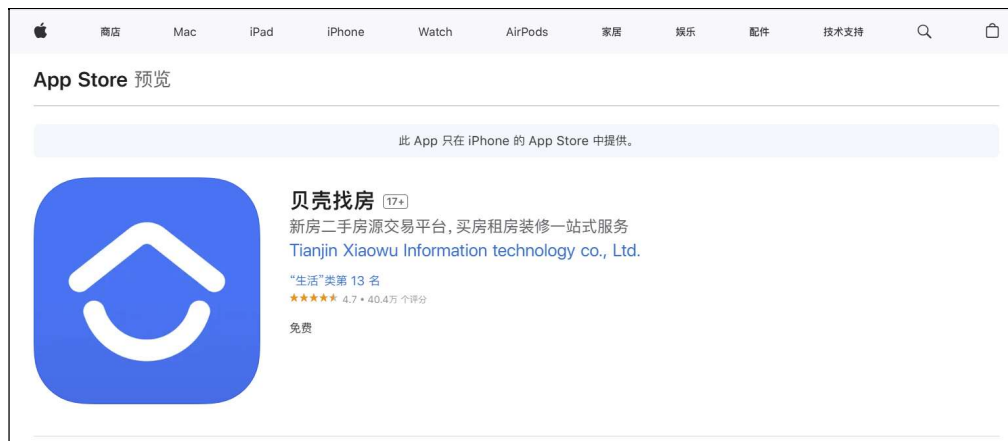 商店 Mac iPad iPhone Watch AirPods 家居 娱乐 配件 技术支持
App Store 预览
此 App 只在 iPhone 的 App Store 中提供。
贝壳找房 17+
新房二手房源交易平台,买房租房装修一站式服务
Tianjin Xiaowu Information technology co., Ltd.
“生活”类第 13 名
★★★★★ 4.7 • 40.4万 个评分
免费